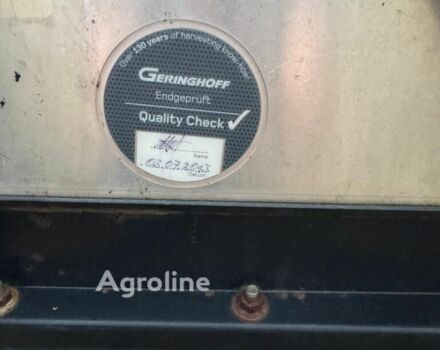 Over 130 years of harvesting know-how!
GERINGHOFF
Endgeprüft
Quality Check
Name
03.07.2013
Datum
Agroline